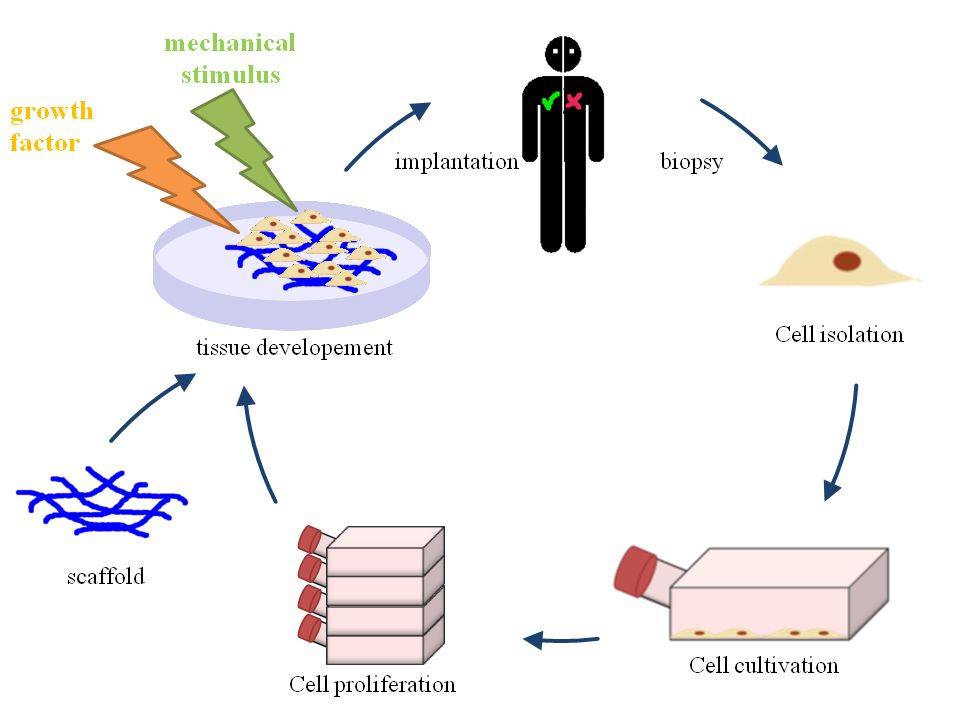 mechanical
stimulus
growth
factor
implantation
biopsy
Cell isolation
tissue developement
scaffold
Cell cultivation
Cell proliferation